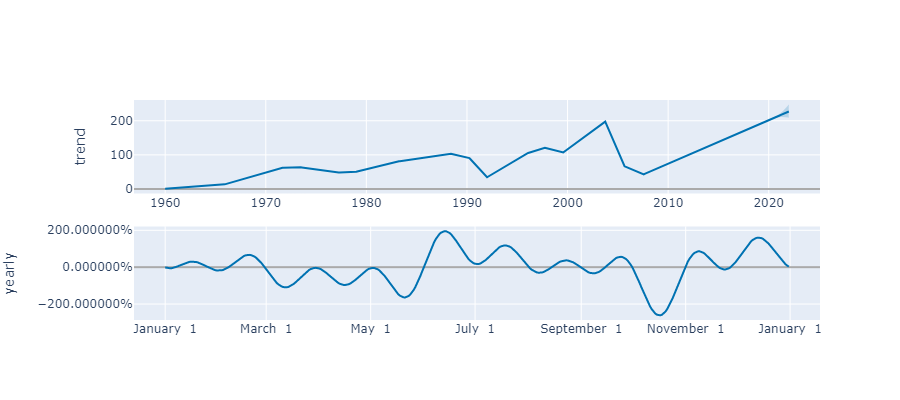 trend
200
100
0
1960 1970 1980 1990 2000 2010 2020
yearly
200.000000%
0.000000%
−200.000000%
January 1 March 1 May 1 July 1 September 1 November 1 January 1